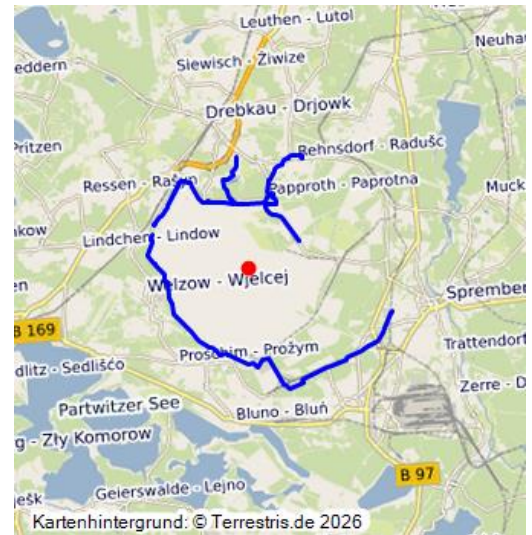 Leuthen - Lutol
Neuhau
eddern
Siewisch - Źiwize
Drebkau - Drjowk
Pritzen
Rehnsdorf - Radušc
Ressen - Rašyn
Papproth - Paprotna
Muck
kow
Lindchen - Lindow
en
Welzow - Wjelcej
Sprember
B 169
Proschim - Prožym
Trattendorf
dlitz - Sedlišćo
Zerre - D
Partwitzer See
Bluno - Bluń
g - Zły Komorow
B 97
ješk
Geierswalde - Lejno
Kartenhintergrund: © Terrestris.de 2026